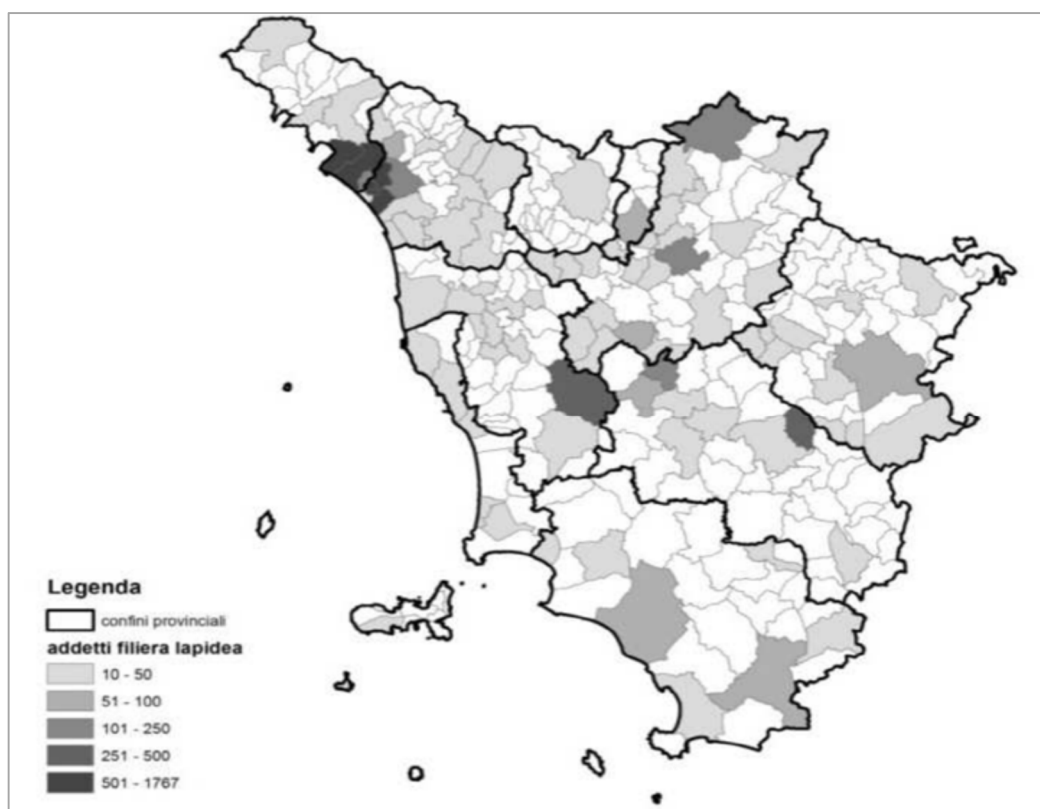 Legenda
confini provinciali
addetti filiera lapidea
10 - 50
51 - 100
101 - 250
251 - 500
501 - 1767